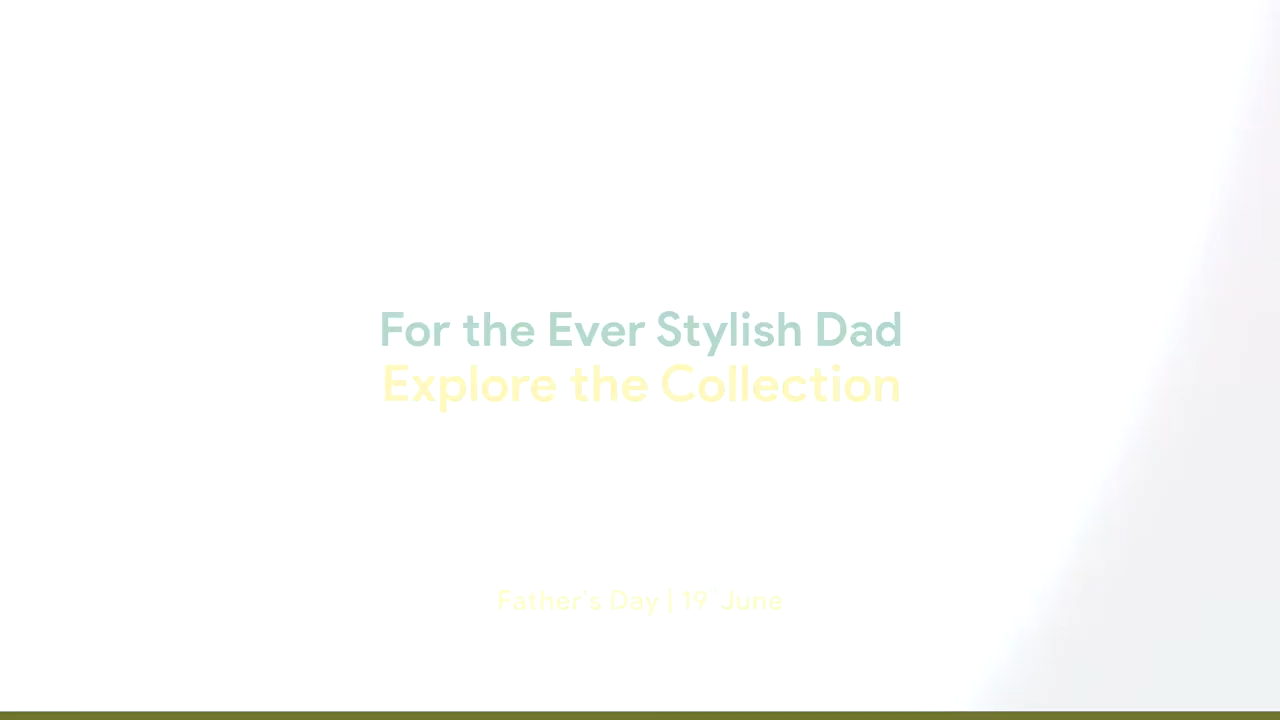 For the Ever Stylish Dad
Explore the Collection
Father's Day | 19 June